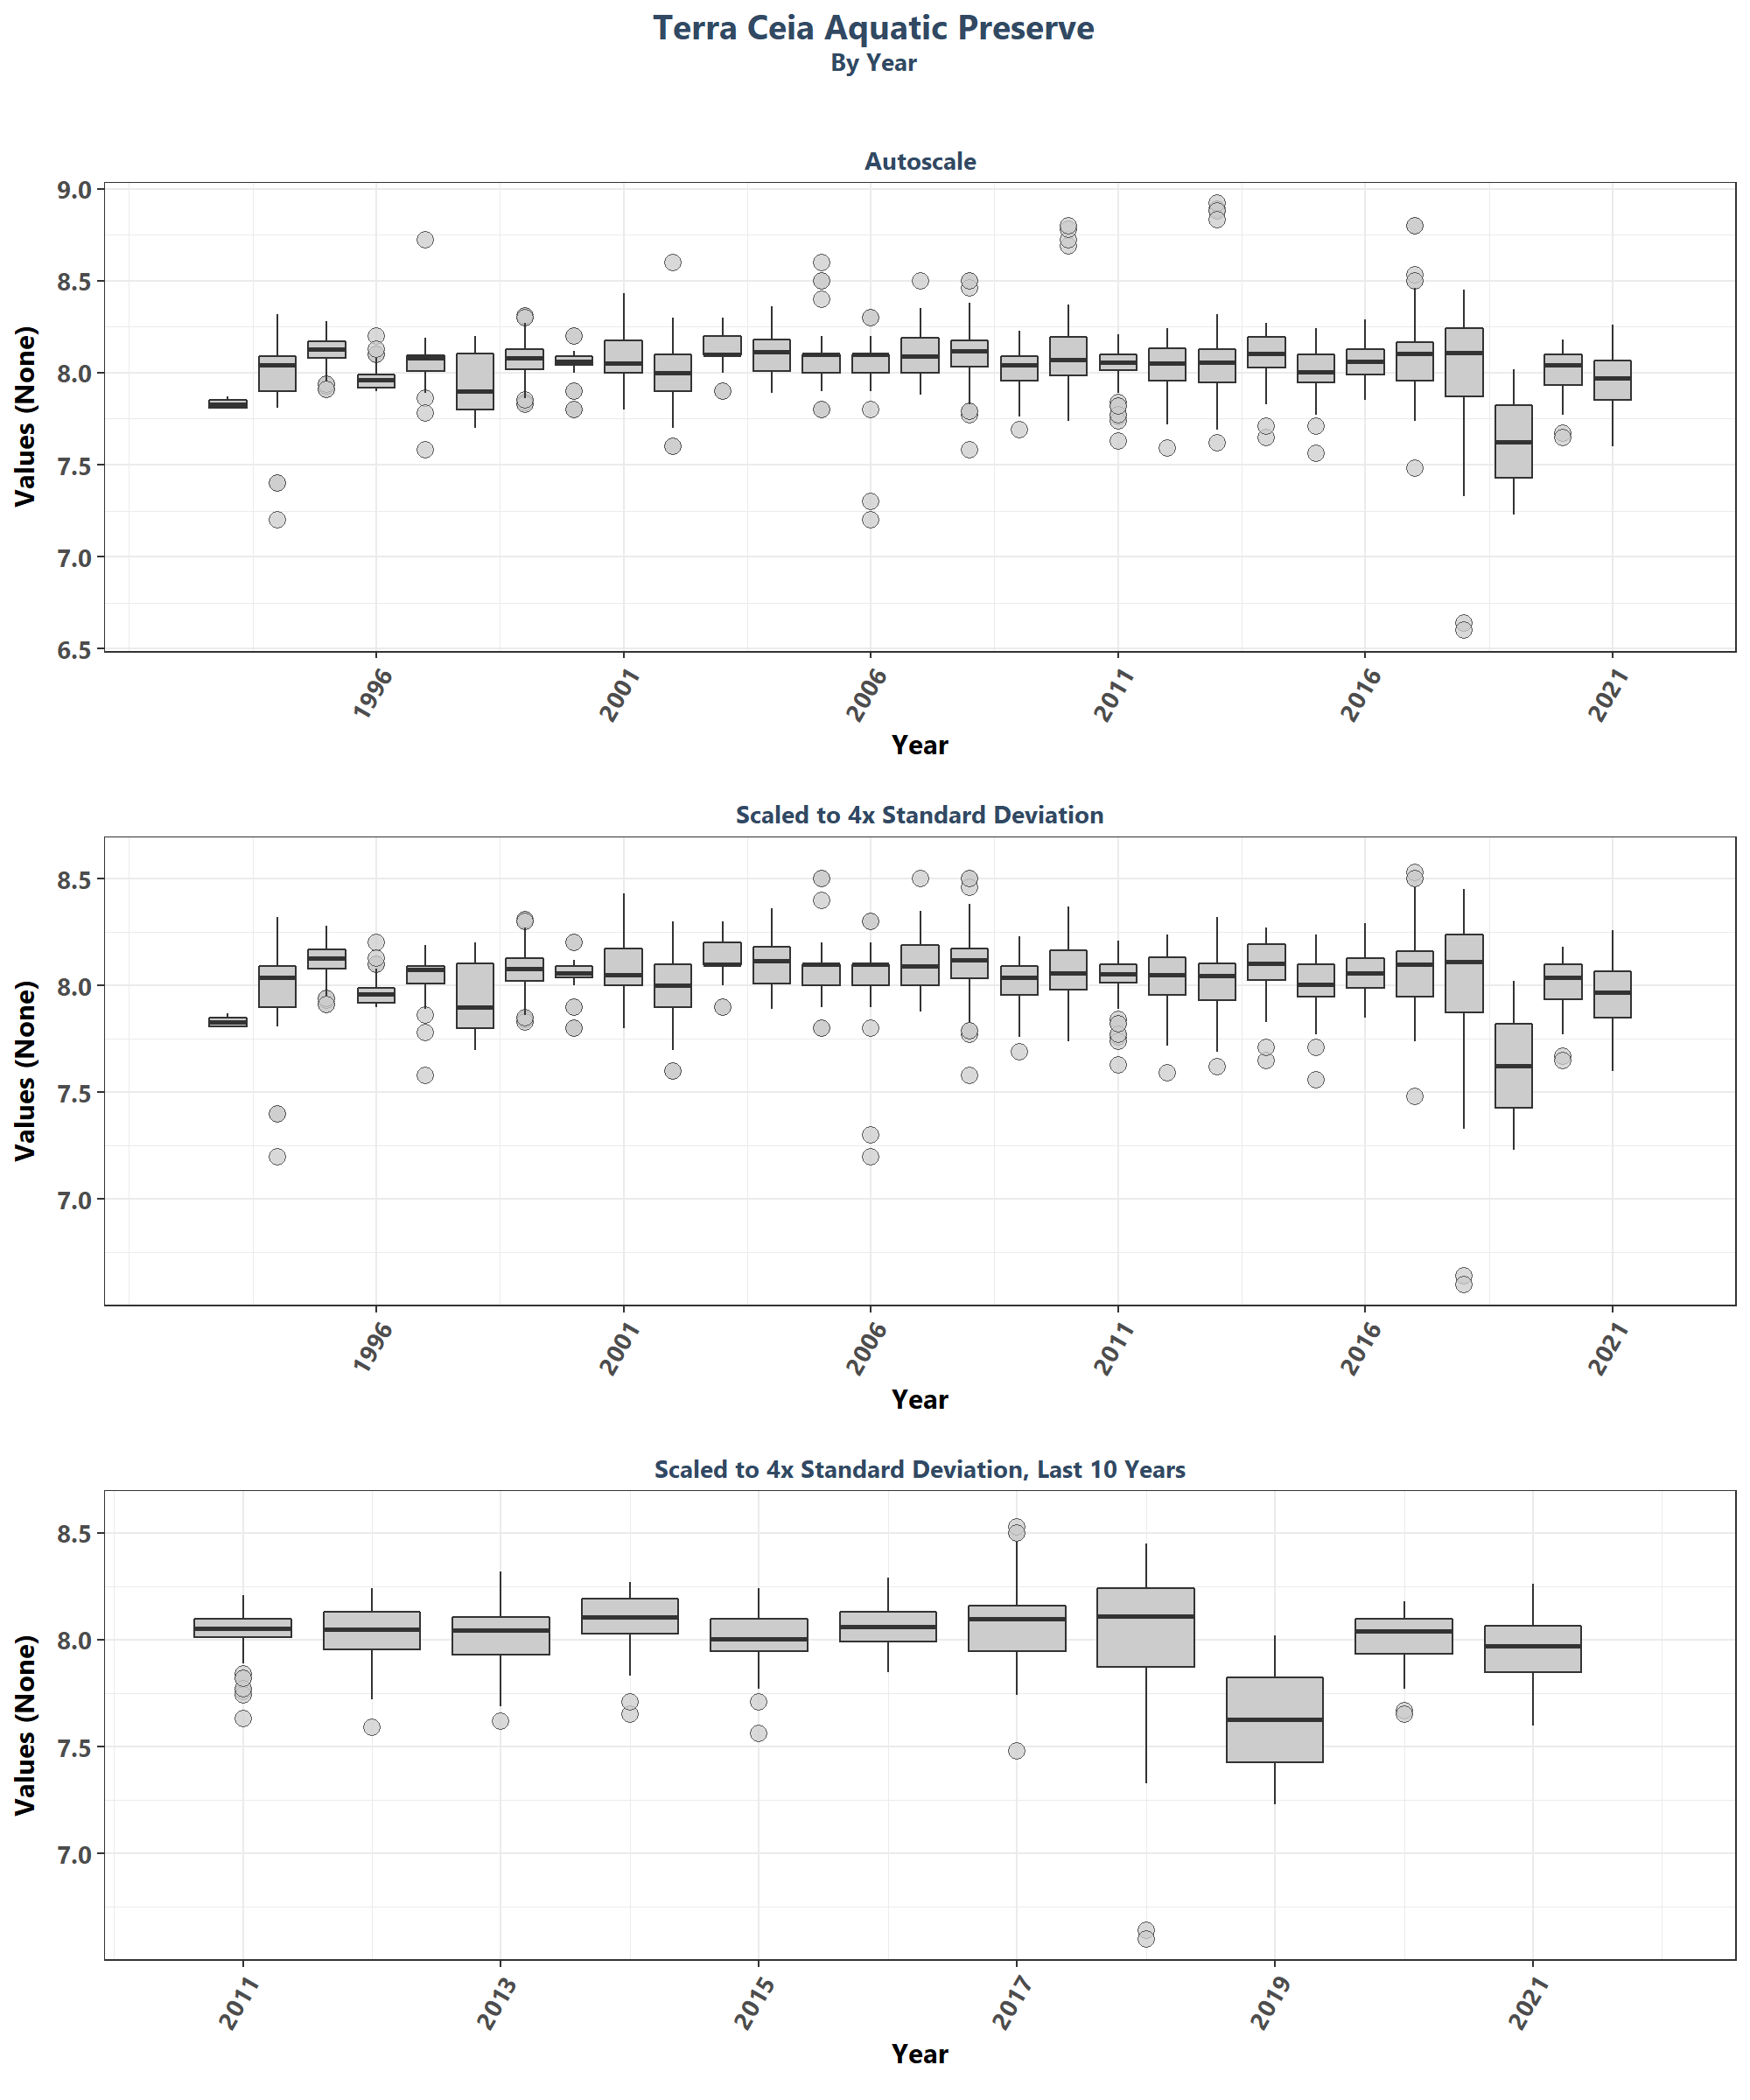 Terra Ceia Aquatic Preserve
By Year
Autoscale
Values (None)
9.0
8.5
8.0
7.5
7.0
6.5
1996
2001
2006
2011
2016
2021
Year
Scaled to 4x Standard Deviation
Values (None)
8.5
8.0
7.5
7.0
1996
2001
2006
2011
2016
2021
Year
Scaled to 4x Standard Deviation, Last 10 Years
Values (None)
8.5
8.0
7.5
7.0
2011
2013
2015
2017
2019
2021
Year